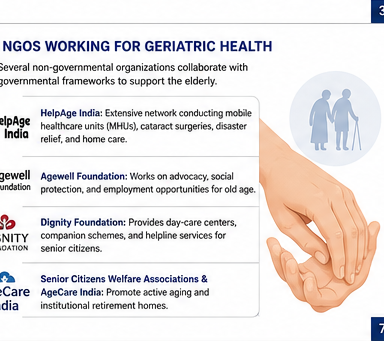 3
NGOS WORKING FOR GERIATRIC HEALTH
Several non-governmental organizations collaborate with
governmental frameworks to support the elderly.
HelpAge India: Extensive network conducting mobile
healthcare units (MHUs), cataract surgeries, disaster
relief, and home care.
elpAge
India
Agewell Foundation: Works on advocacy, social
protection, and employment opportunities for old age.
gewell
undation
Dignity Foundation: Provides day-care centers,
companion schemes, and helpline services for
senior citizens.
GNITY
NDATION
Senior Citizens Welfare Associations &
AgeCare India: Promote active aging and
institutional retirement homes.
eCare
dia
7